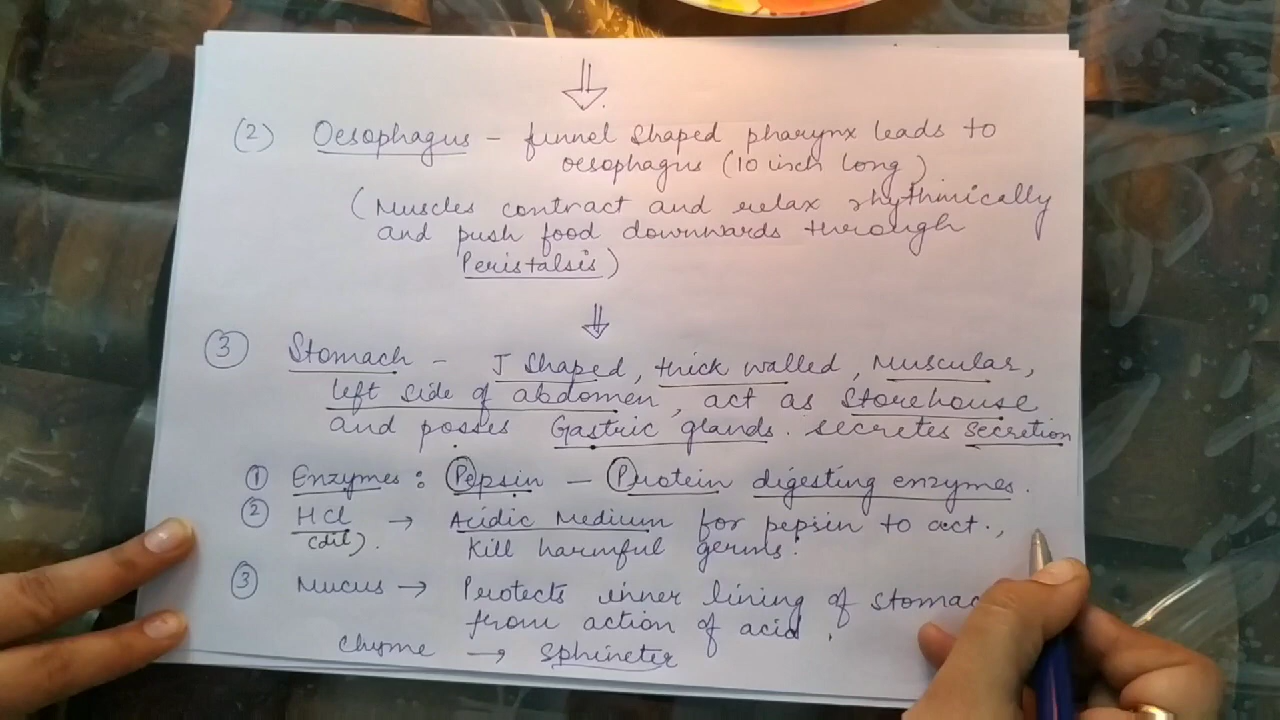 (2) Oesophagus - funnel shaped pharynx leads to
oesophagus (10 inch long)
(Muscles contract and relax rhythmically
and push food downwards through
Peristalsis)
③ Stomach - J Shaped, thick walled, Muscular,
left side of abdomen, act as Storehouse
and posses Gastric glands. secretes Secretion
① Enzymes: Pepsin - Protein digesting enzymes.
② HCl → Acidic Medium for pepsin to act.,
(dil). Kill harmful germs.
③ Mucus → Protects inner lining of stomac
from action of acid.
Chyme → Sphincter